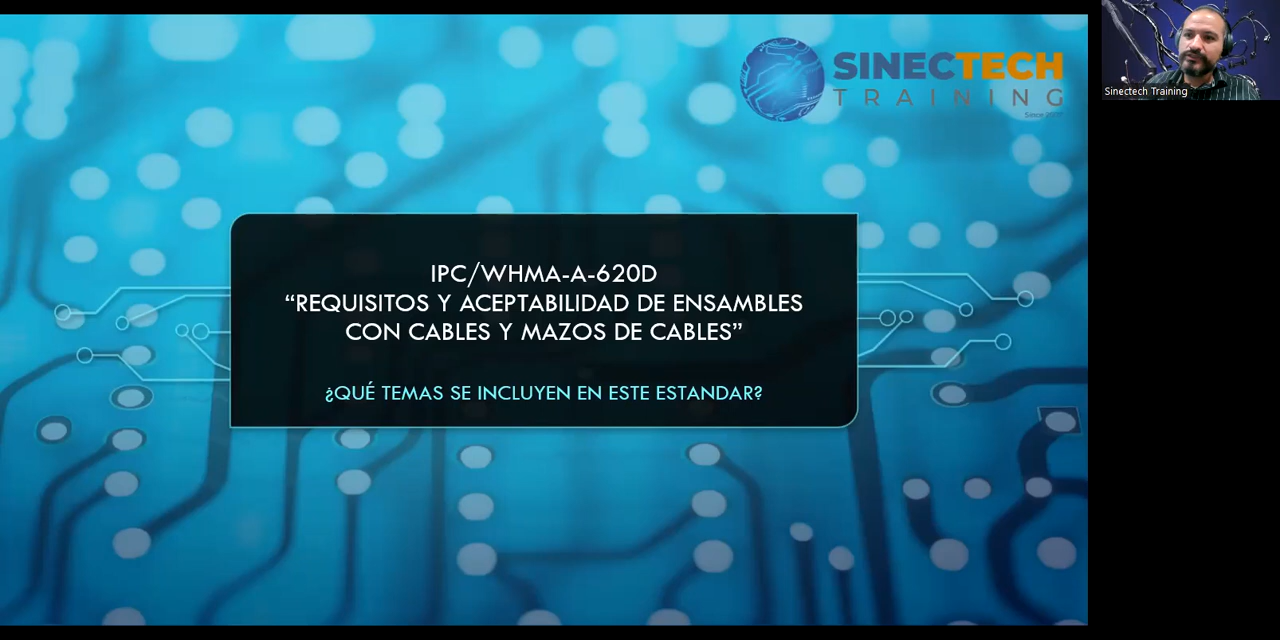 SINECTECH
TRAINING
Sinectech Training
IPC/WHMA-A-620D
“REQUISITOS Y ACEPTABILIDAD DE ENSAMBLES
CON CABLES Y MAZOS DE CABLES”
¿QUÉ TEMAS SE INCLUYEN EN ESTE ESTANDAR?